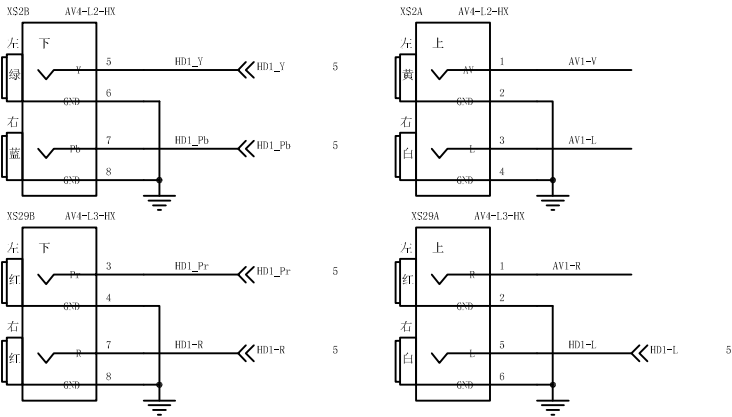 XS2B AV4-L2-HX
左 下
绿 Y 5 HD1_Y HD1_Y 5
GND 6
右
蓝 Pb 7 HD1_Pb HD1_Pb 5
GND 8
XS2A AV4-L2-HX
左 上
黄 AV 1 AV1-V
GND 2
右
白 L 3 AV1-L
GND 4
XS29B AV4-L3-HX
左 下
红 Pr 3 HD1_Pr HD1_Pr 5
GND 4
右
红 R 7 HD1-R HD1-R 5
GND 8
XS29A AV4-L3-HX
左 上
红 R 1 AV1-R
GND 2
右
白 L 5 HD1-L HD1-L 5
GND 6